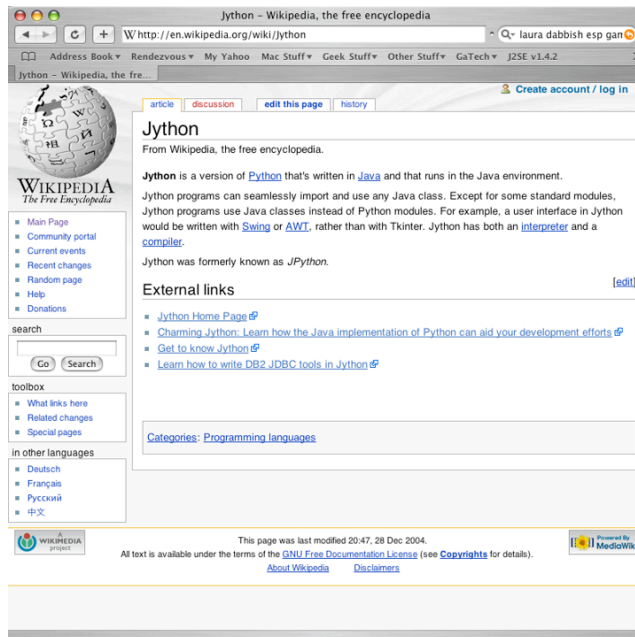 Jython – Wikipedia, the free encyclopedia
http://en.wikipedia.org/wiki/Jython
laura dabbish esp gam
Address Book Rendezvous My Yahoo Mac Stuff Geek Stuff Other Stuff GaTech J2SE v1.4.2
Jython – Wikipedia, the fre...
Create account / log in
article discussion edit this page history
Jython
From Wikipedia, the free encyclopedia.
Jython is a version of Python that's written in Java and that runs in the Java environment.
Jython programs can seamlessly import and use any Java class. Except for some standard modules,
Jython programs use Java classes instead of Python modules. For example, a user interface in Jython
would be written with Swing or AWT, rather than with Tkinter. Jython has both an interpreter and a
compiler.
Jython was formerly known as JPython.
External links
[edit]
Jython Home Page
Charming Jython: Learn how the Java implementation of Python can aid your development efforts
Get to know Jython
Learn how to write DB2 JDBC tools in Jython
Categories: Programming languages
WIKIPEDIA
The Free Encyclopedia
Main Page
Community portal
Current events
Recent changes
Random page
Help
Donations
search
Go Search
toolbox
What links here
Related changes
Special pages
in other languages
Deutsch
Français
Русский
中文
A
WIKIMEDIA
project
This page was last modified 20:47, 28 Dec 2004.
All text is available under the terms of the GNU Free Documentation License (see Copyrights for details).
About Wikipedia Disclaimers
Powered By
MediaWik